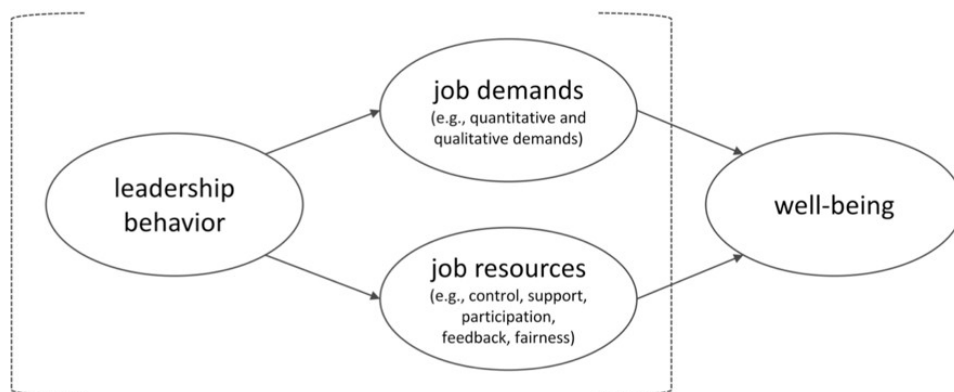 job demands
(e.g., quantitative and
qualitative demands)
leadership
behavior
well-being
job resources
(e.g., control, support,
participation,
feedback, fairness)